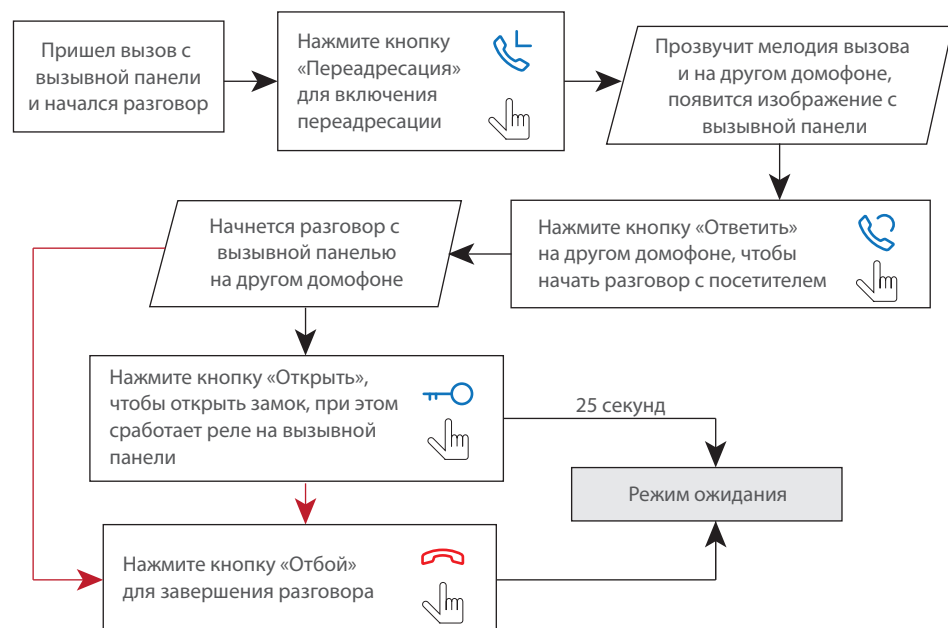 Пришел вызов с
вызывной панели
и начался разговор
Нажмите кнопку
«Переадресация»
для включения
переадресации
Прозвучит мелодия вызова
и на другом домофоне,
появится изображение с
вызывной панели
Нажмите кнопку «Ответить»
на другом домофоне, чтобы
начать разговор с посетителем
Начнется разговор с
вызывной панелью
на другом домофоне
Нажмите кнопку «Открыть»,
чтобы открыть замок, при этом
сработает реле на вызывной
панели
25 секунд
Режим ожидания
Нажмите кнопку «Отбой»
для завершения разговора